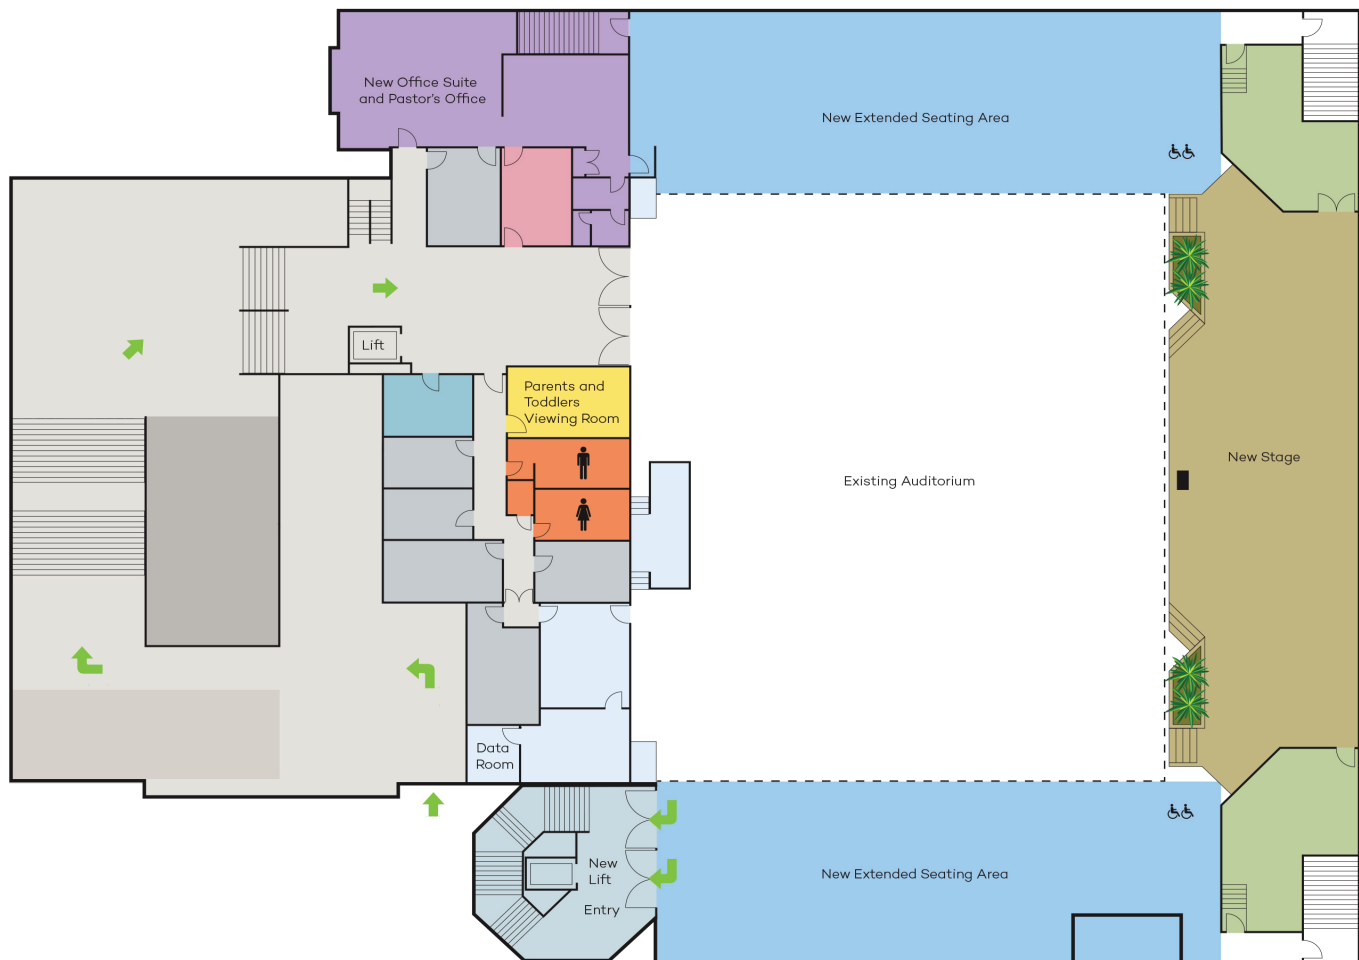 New Office Suite
and Pastor's Office
New Extended Seating Area
Lift
Parents and
Toddlers
Viewing Room
New Stage
Existing Auditorium
Data
Room
New
Lift
New Extended Seating Area
Entry